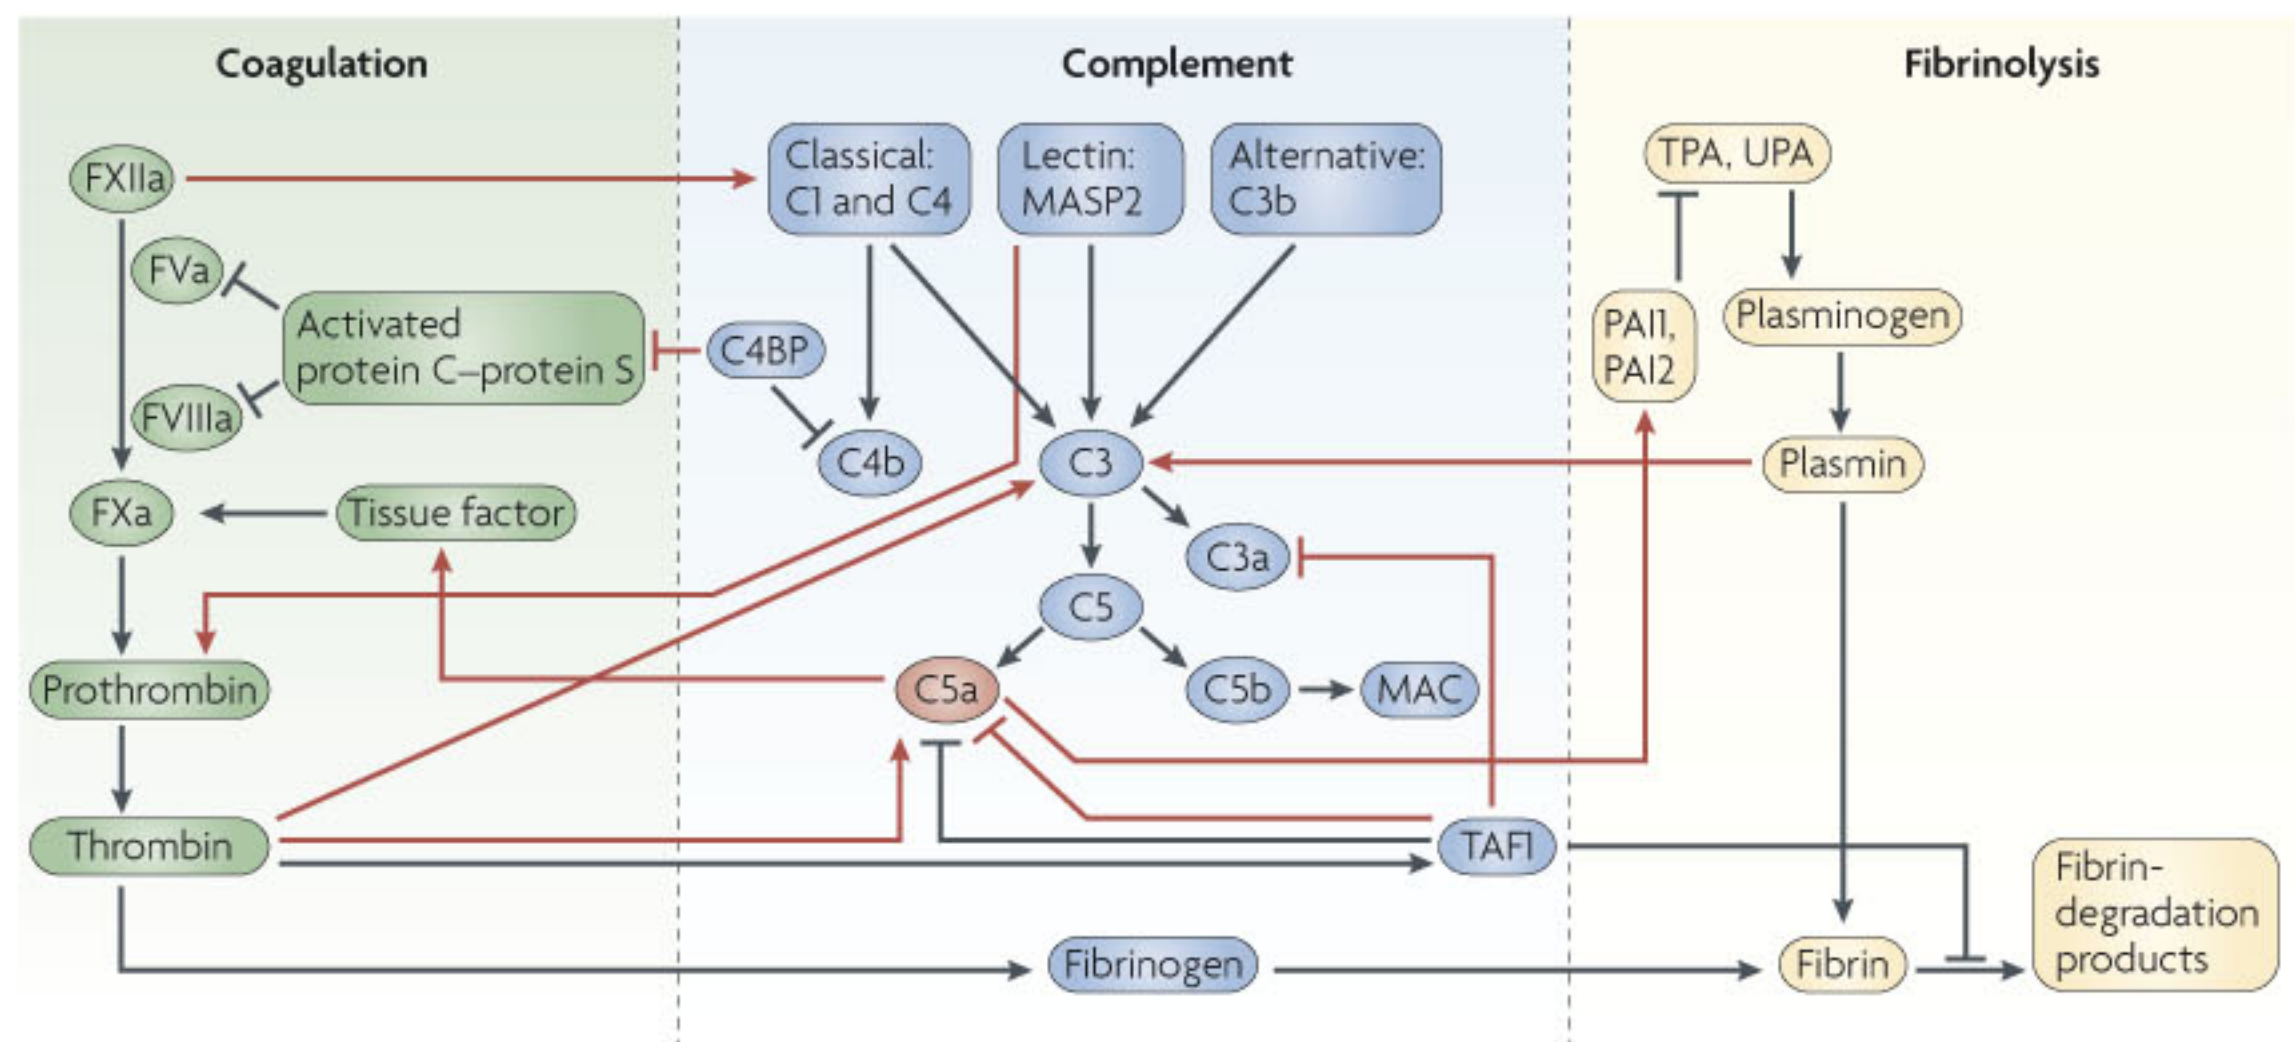 Coagulation
Complement
Fibrinolysis
FXIIa
FVa
Activated
protein C–protein S
FVIIIa
FXa
Tissue factor
Prothrombin
Thrombin
Classical:
C1 and C4
Lectin:
MASP2
Alternative:
C3b
C4BP
C4b
C3
C3a
C5
C5a
C5b
MAC
TAFI
Fibrinogen
TPA, UPA
PAI1,
PAI2
Plasminogen
Plasmin
Fibrin
Fibrin-
degradation
products